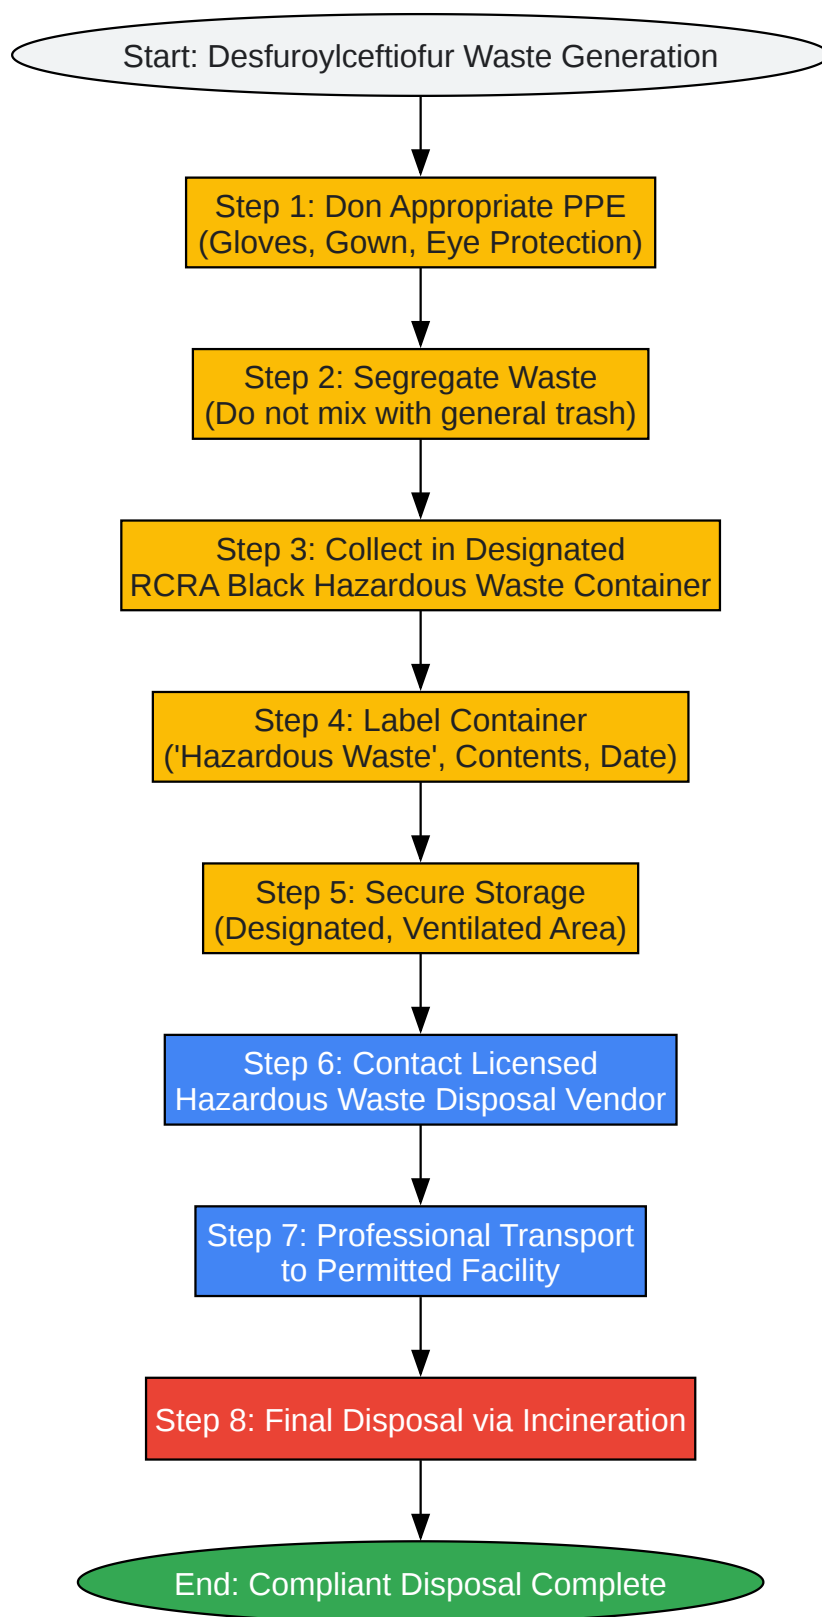 Start: Desfuroylceftiofur Waste Generation
Step 1: Don Appropriate PPE
(Gloves, Gown, Eye Protection)
Step 2: Segregate Waste
(Do not mix with general trash)
Step 3: Collect in Designated
RCRA Black Hazardous Waste Container
Step 4: Label Container
('Hazardous Waste', Contents, Date)
Step 5: Secure Storage
(Designated, Ventilated Area)
Step 6: Contact Licensed
Hazardous Waste Disposal Vendor
Step 7: Professional Transport
to Permitted Facility
Step 8: Final Disposal via Incineration
End: Compliant Disposal Complete